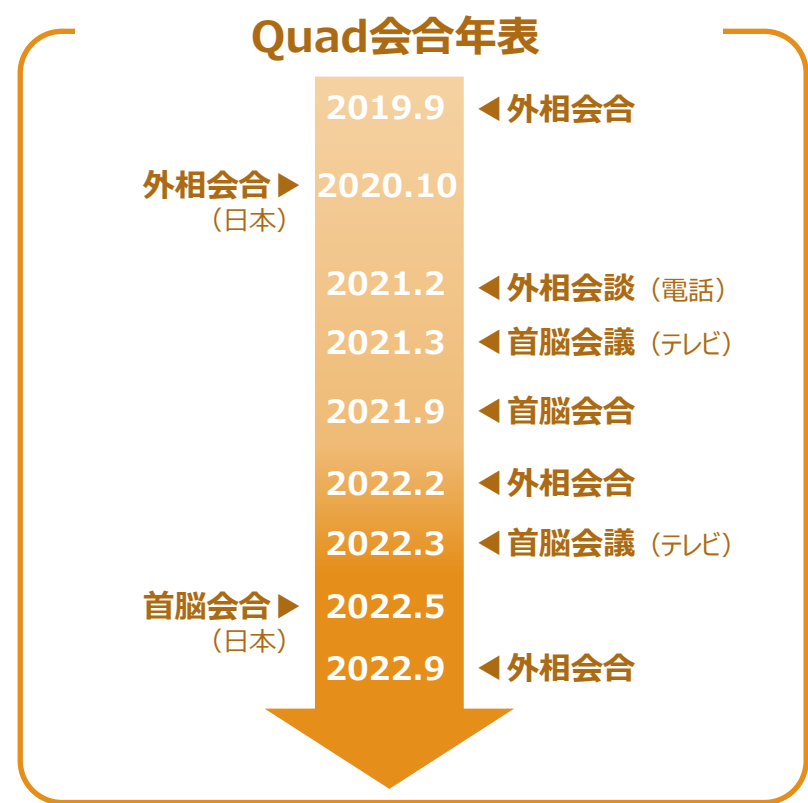 Quad会合年表
2019.9 ◀外相会合
外相会合▶ 2020.10
（日本）
2021.2 ◀外相会談（電話）
2021.3 ◀首脳会議（テレビ）
2021.9 ◀首脳会合
2022.2 ◀外相会合
2022.3 ◀首脳会議（テレビ）
首脳会合▶ 2022.5
（日本）
2022.9 ◀外相会合